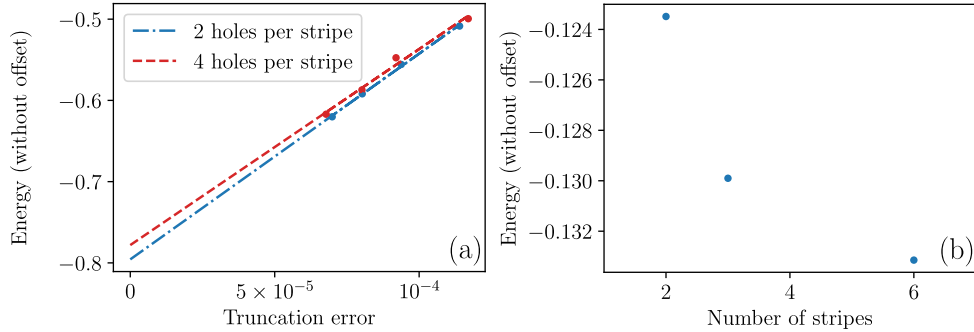 Energy (without offset)
−0.5
−0.6
−0.7
−0.8
2 holes per stripe
4 holes per stripe
(a)
0
5 × 10⁻⁵
10⁻⁴
Truncation error
Energy (without offset)
−0.124
−0.126
−0.128
−0.130
−0.132
(b)
2
4
6
Number of stripes